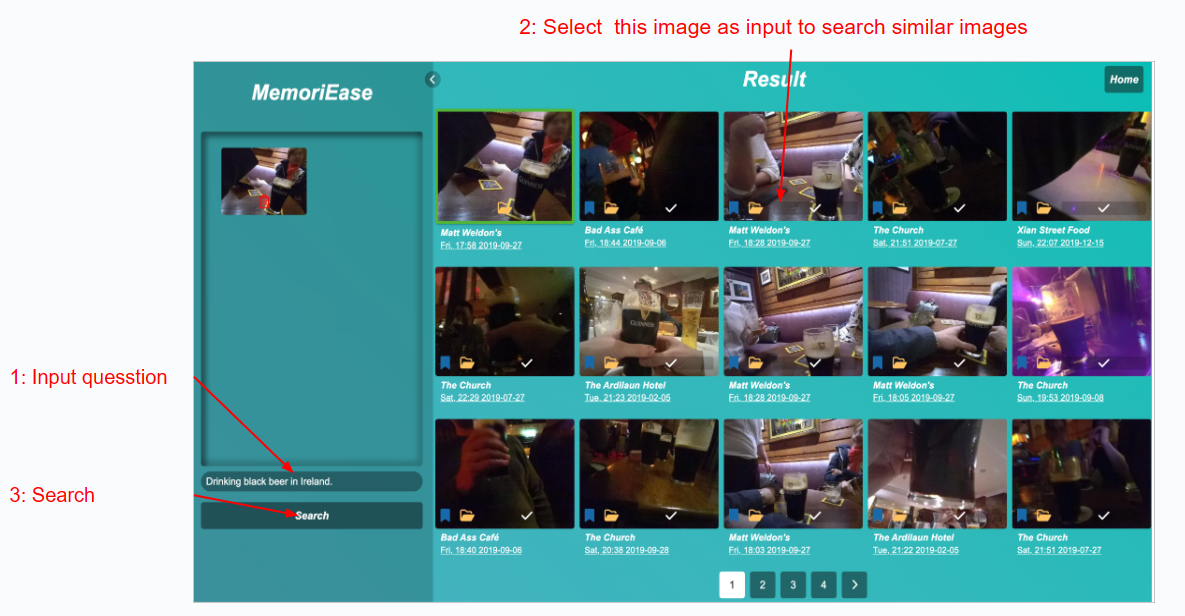 2: Select  this image as input to search similar images
MemoriEase
Result
Home
GUINNESS
Matt Weldon's
Fri, 17:58 2019-09-27
Bad Ass Café
Fri, 18:44 2019-09-06
Matt Weldon's
Fri, 18:28 2019-09-27
The Church
Sat, 21:51 2019-07-27
Xian Street Food
Sun, 22:07 2019-12-15
GUINNESS
The Church
Sat, 22:29 2019-07-27
The Ardilaun Hotel
Tue, 21:23 2019-02-05
Matt Weldon's
Fri, 18:28 2019-09-27
Matt Weldon's
Fri, 18:05 2019-09-27
The Church
Sun, 19:53 2019-09-08
1: Input quesstion
Drinking black beer in Ireland.
3: Search
Search
Bad Ass Café
Fri, 18:40 2019-09-06
The Church
Sat, 20:38 2019-09-28
Matt Weldon's
Fri, 18:03 2019-09-27
The Ardilaun Hotel
Tue, 21:22 2019-02-05
The Church
Sat, 21:51 2019-07-27
1 2 3 4 >